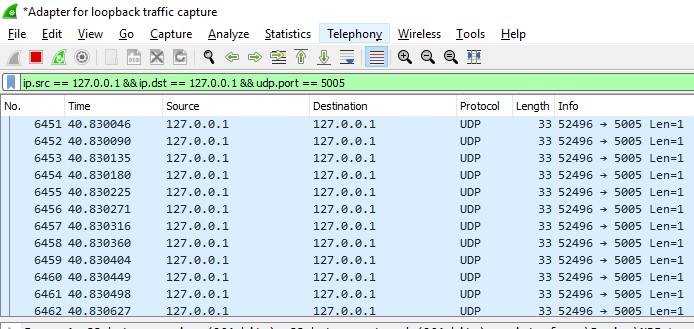 *Adapter for loopback traffic capture
File Edit View Go Capture Analyze Statistics Telephony Wireless Tools Help
ip.src == 127.0.0.1 && ip.dst == 127.0.0.1 && udp.port == 5005
No. Time Source Destination Protocol Length Info
6451 40.830046 127.0.0.1 127.0.0.1 UDP 33 52496 → 5005 Len=1
6452 40.830090 127.0.0.1 127.0.0.1 UDP 33 52496 → 5005 Len=1
6453 40.830135 127.0.0.1 127.0.0.1 UDP 33 52496 → 5005 Len=1
6454 40.830180 127.0.0.1 127.0.0.1 UDP 33 52496 → 5005 Len=1
6455 40.830225 127.0.0.1 127.0.0.1 UDP 33 52496 → 5005 Len=1
6456 40.830271 127.0.0.1 127.0.0.1 UDP 33 52496 → 5005 Len=1
6457 40.830316 127.0.0.1 127.0.0.1 UDP 33 52496 → 5005 Len=1
6458 40.830360 127.0.0.1 127.0.0.1 UDP 33 52496 → 5005 Len=1
6459 40.830404 127.0.0.1 127.0.0.1 UDP 33 52496 → 5005 Len=1
6460 40.830449 127.0.0.1 127.0.0.1 UDP 33 52496 → 5005 Len=1
6461 40.830498 127.0.0.1 127.0.0.1 UDP 33 52496 → 5005 Len=1
6462 40.830627 127.0.0.1 127.0.0.1 UDP 33 52496 → 5005 Len=1